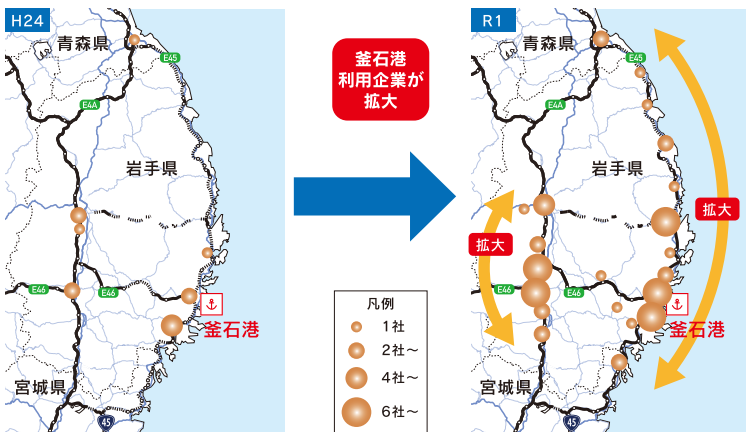 H24
青森県
E45
E4A
岩手県
E46
E46
釜石港
宮城県
45
釜石港
利用企業が
拡大
凡例
1社
2社～
4社～
6社～
R1
青森県
E45
E4A
岩手県
拡大
拡大
E46
E46
釜石港
宮城県
45